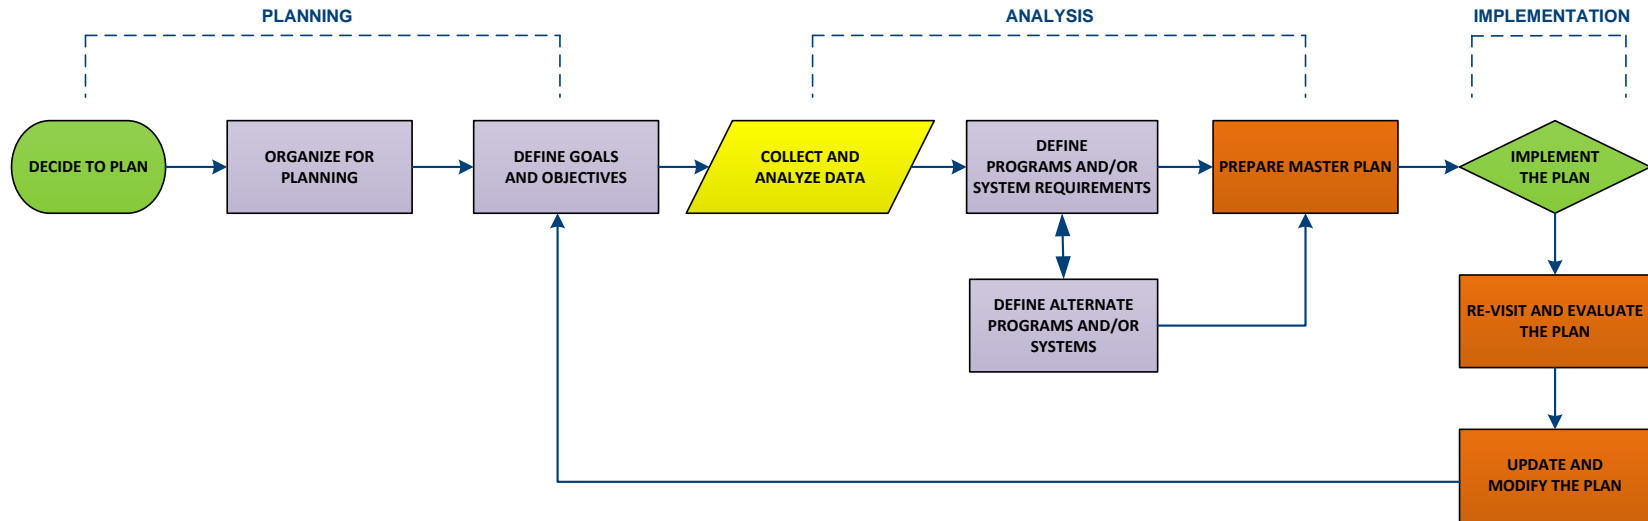 PLANNING
ANALYSIS
IMPLEMENTATION
DECIDE TO PLAN
ORGANIZE FOR
PLANNING
DEFINE GOALS
AND OBJECTIVES
COLLECT AND
ANALYZE DATA
DEFINE
PROGRAMS AND/OR
SYSTEM REQUIREMENTS
PREPARE MASTER PLAN
IMPLEMENT
THE PLAN
DEFINE ALTERNATE
PROGRAMS AND/OR
SYSTEMS
RE-VISIT AND EVALUATE
THE PLAN
UPDATE AND
MODIFY THE PLAN